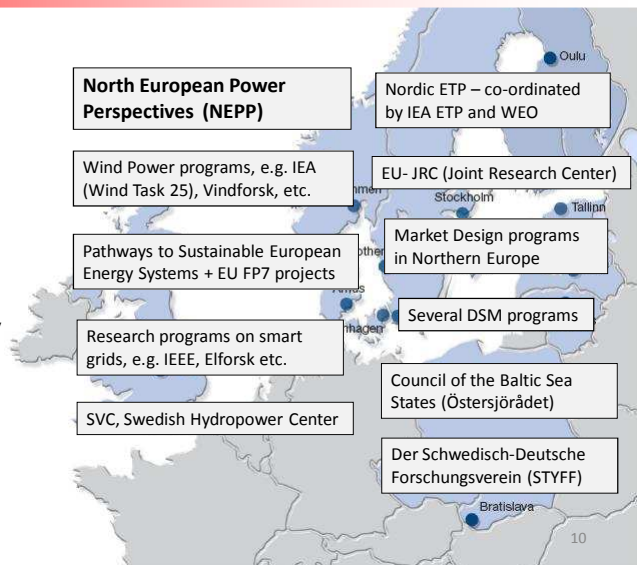 North European Power
Perspectives (NEPP)
Wind Power programs, e.g. IEA
(Wind Task 25), Vindforsk, etc.
Pathways to Sustainable European
Energy Systems + EU FP7 projects
Research programs on smart
grids, e.g. IEEE, Elforsk etc.
SVC, Swedish Hydropower Center
Oulu
Nordic ETP – co-ordinated
by IEA ETP and WEO
EU- JRC (Joint Research Center)
Stockholm
Tallinn
Market Design programs
in Northern Europe
Several DSM programs
Council of the Baltic Sea
States (Östersjörådet)
Der Schwedisch-Deutsche
Forschungsverein (STYFF)
Bratislava
10